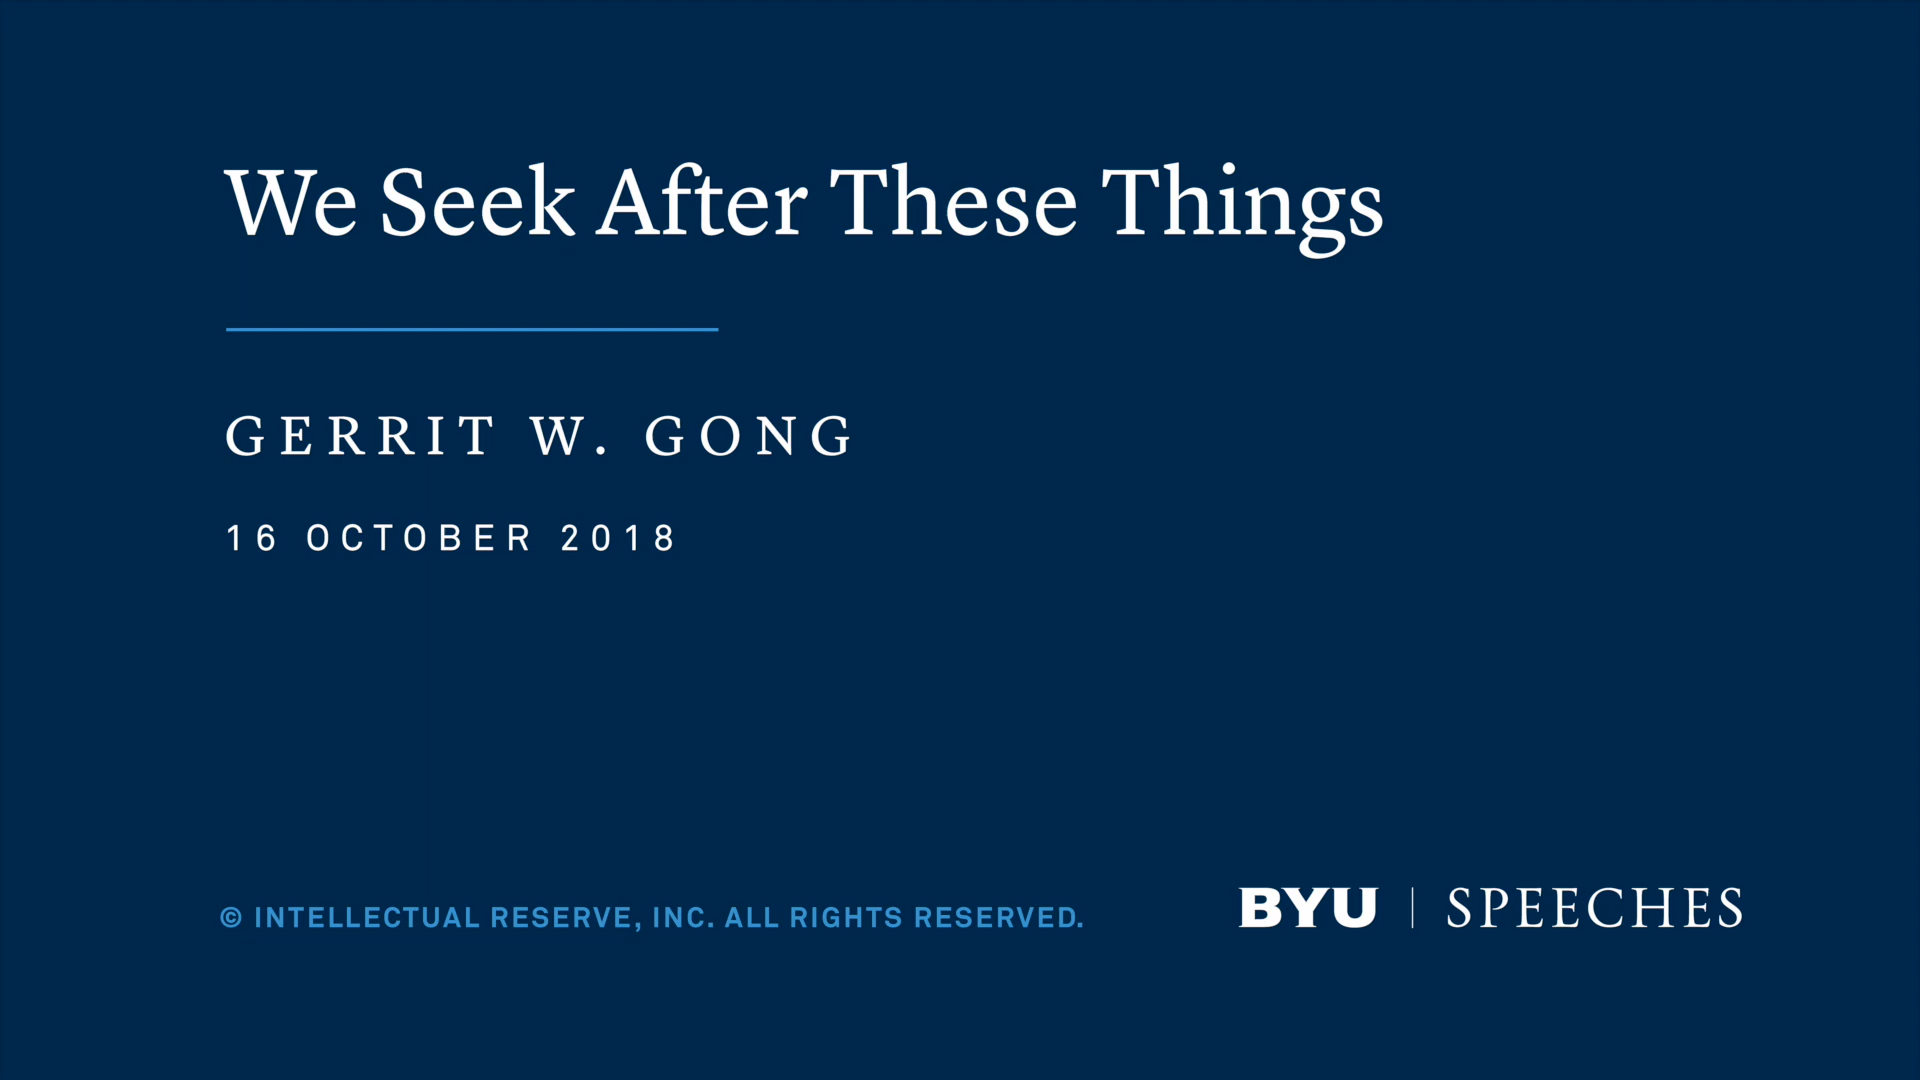 We Seek After These Things
GERRIT W. GONG
16 OCTOBER 2018
© INTELLECTUAL RESERVE, INC. ALL RIGHTS RESERVED.
BYU | SPEECHES